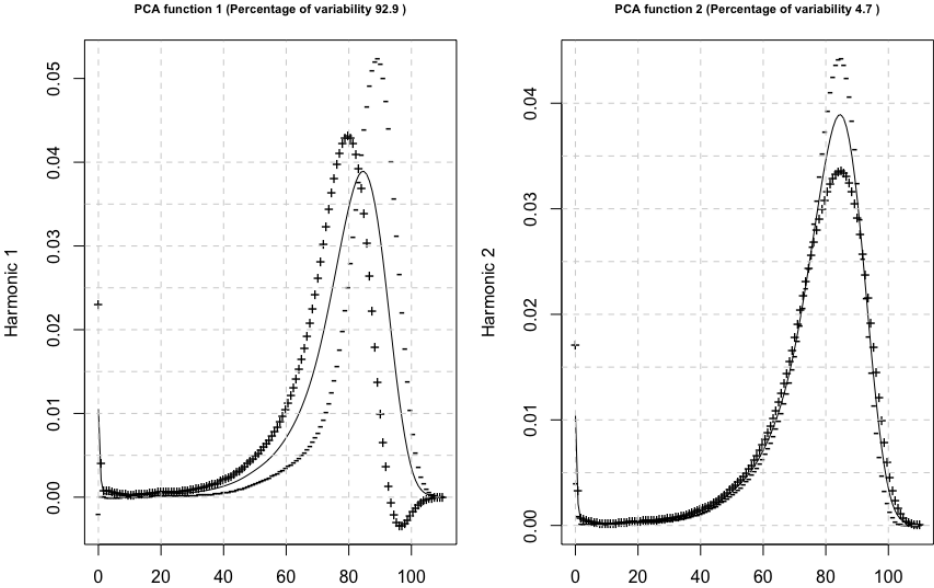 PCA function 1 (Percentage of variability 92.9 )
Harmonic 1
0.05
0.04
0.03
0.02
0.01
0.00
0 20 40 60 80 100
PCA function 2 (Percentage of variability 4.7 )
Harmonic 2
0.04
0.03
0.02
0.01
0.00
0 20 40 60 80 100